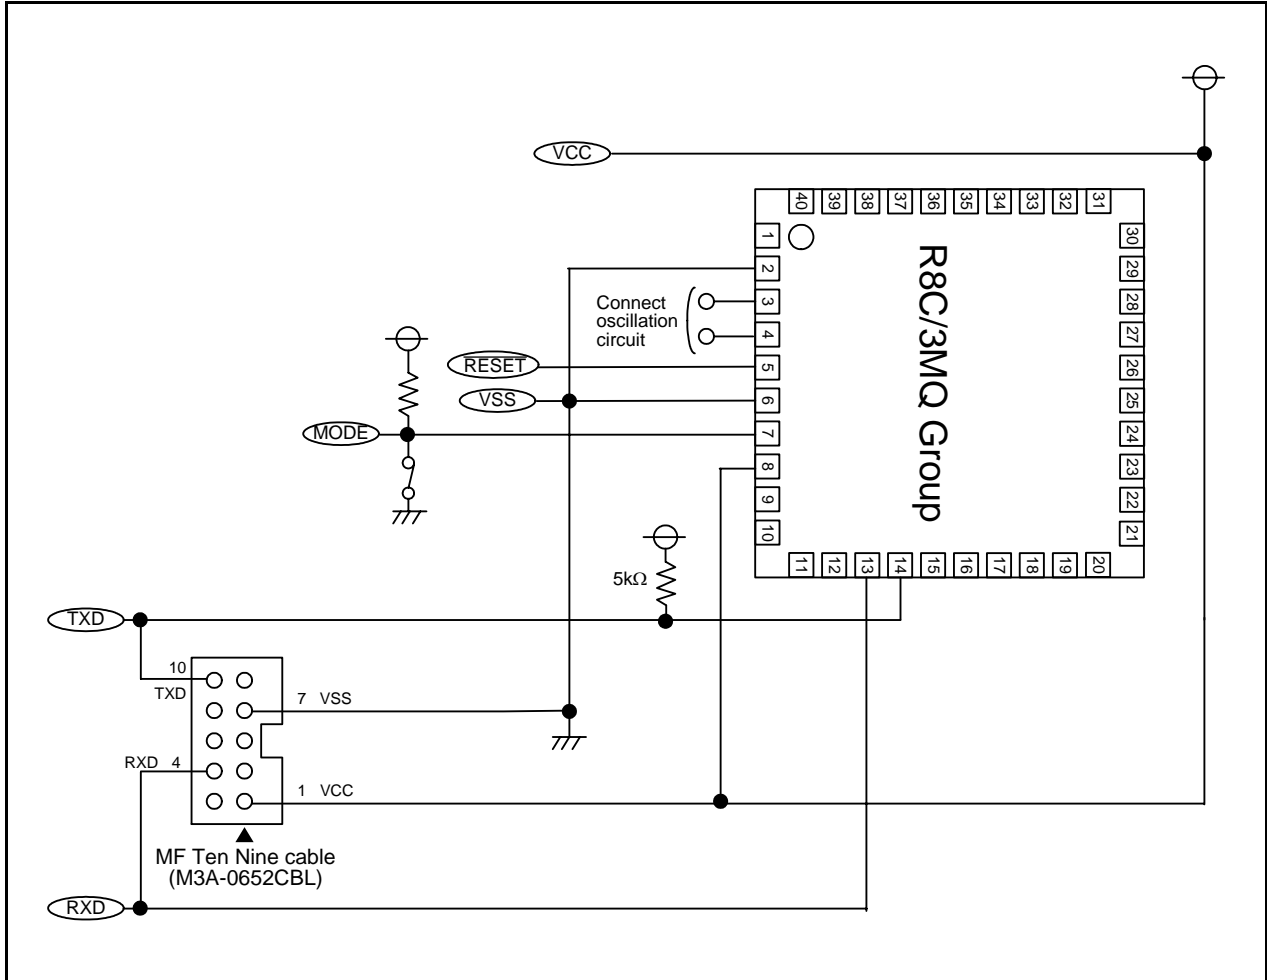 VCC
40 39 38 37 36 35 34 33 32 31
1
2
3
4
5
6
7
8
9
10
R8C/3MQ Group
30
29
28
27
26
25
24
23
22
21
11 12 13 14 15 16 17 18 19 20
Connect
oscillation
circuit
RESET
VSS
MODE
5kΩ
TXD
10
TXD
7 VSS
RXD 4
1 VCC
MF Ten Nine cable
(M3A-0652CBL)
RXD